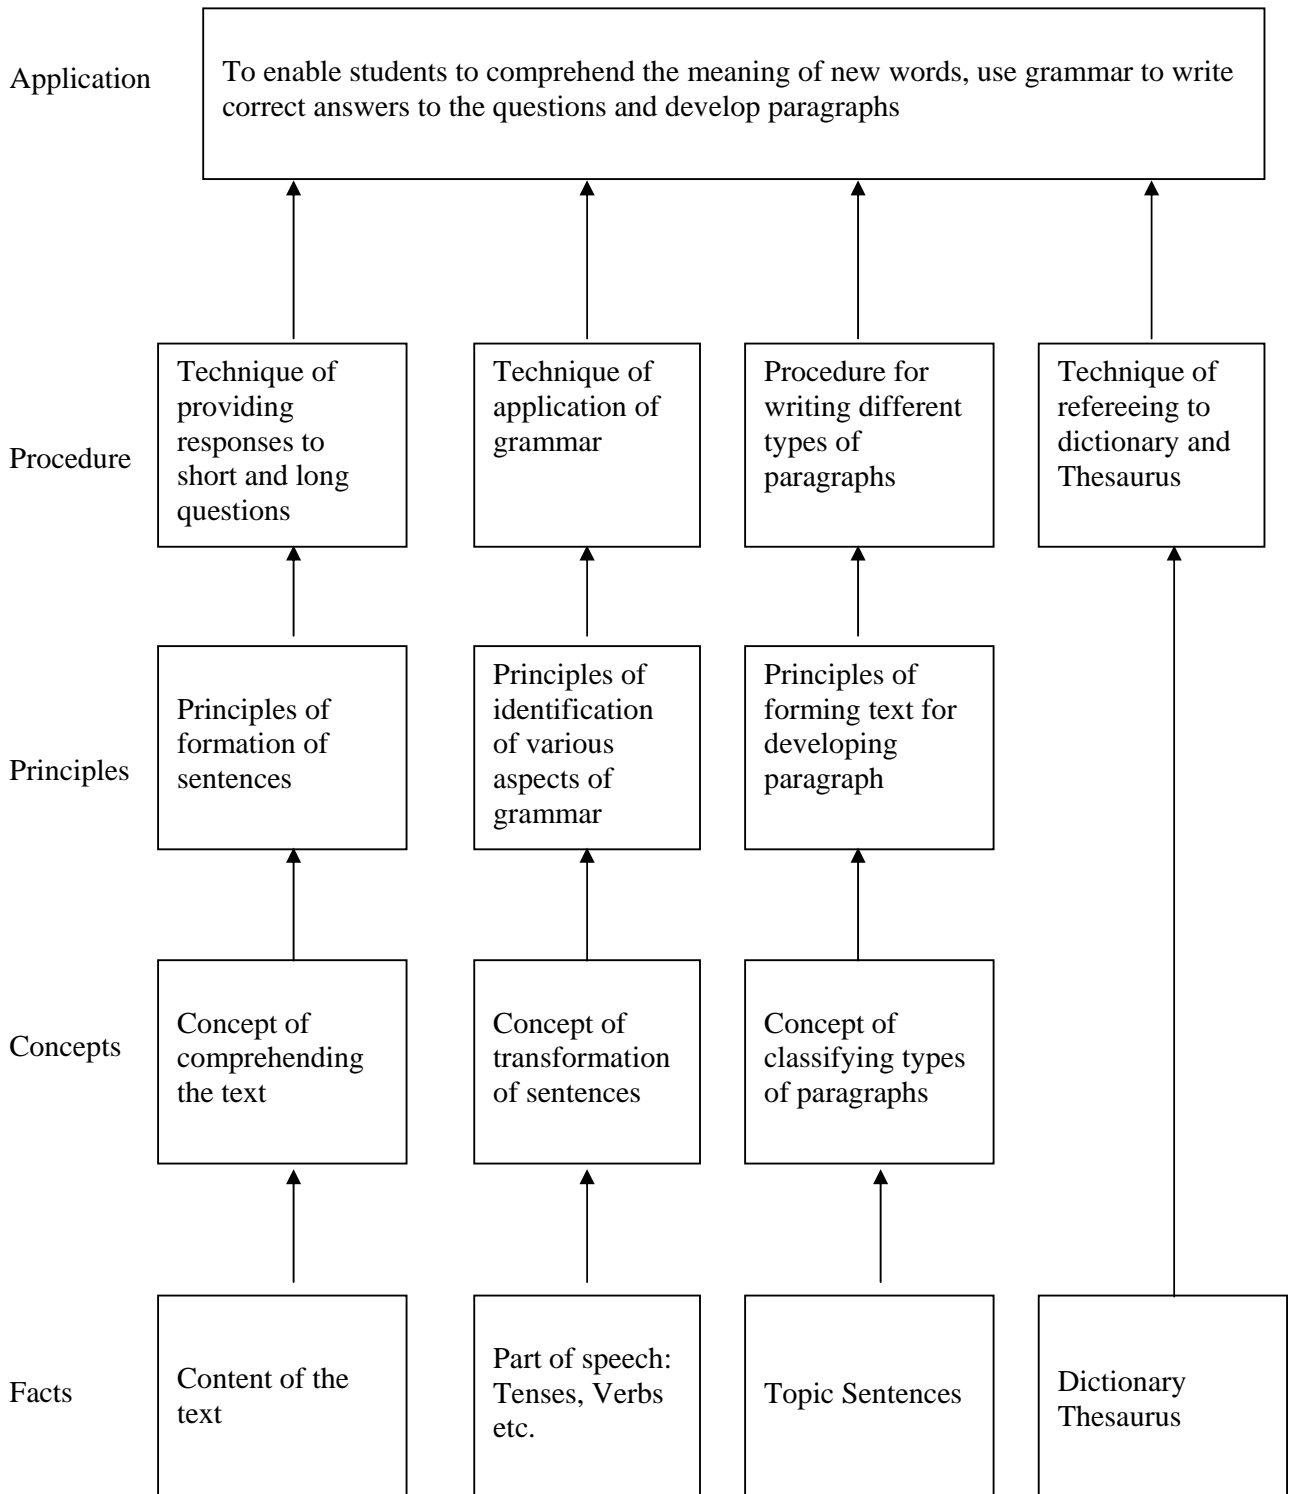 Application
To enable students to comprehend the meaning of new words, use grammar to write
correct answers to the questions and develop paragraphs
Procedure
Technique of
providing
responses to
short and long
questions
Technique of
application of
grammar
Procedure for
writing different
types of
paragraphs
Technique of
refereeing to
dictionary and
Thesaurus
Principles
Principles of
formation of
sentences
Principles of
identification
of various
aspects of
grammar
Principles of
forming text for
developing
paragraph
Concepts
Concept of
comprehending
the text
Concept of
transformation
of sentences
Concept of
classifying types
of paragraphs
Facts
Content of the
text
Part of speech:
Tenses, Verbs
etc.
Topic Sentences
Dictionary
Thesaurus